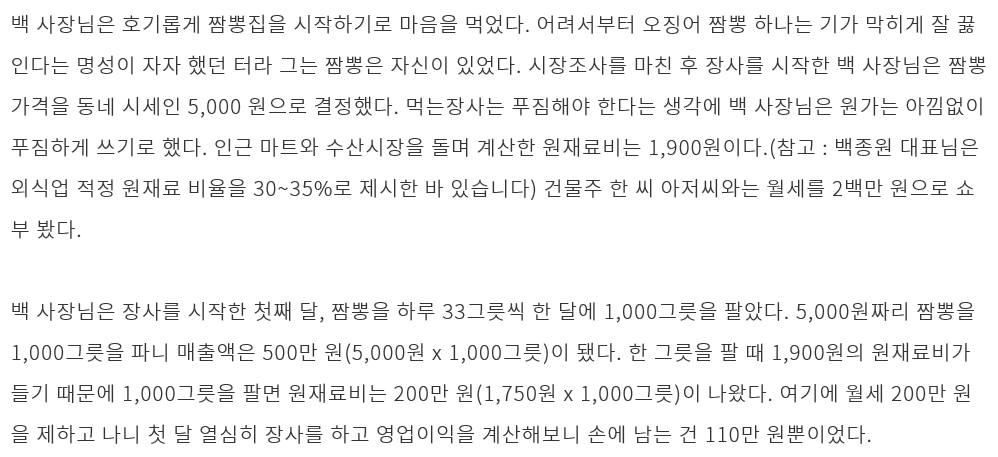 백 사장님은 호기롭게 짬뽕집을 시작하기로 마음을 먹었다. 어려서부터 오징어 짬뽕 하나는 기가 막히게 잘 끓
인다는 명성이 자자 했던 터라 그는 짬뽕은 자신이 있었다. 시장조사를 마친 후 장사를 시작한 백 사장님은 짬뽕
가격을 동네 시세인 5,000 원으로 결정했다. 먹는장사는 푸짐해야 한다는 생각에 백 사장님은 원가는 아낌없이
푸짐하게 쓰기로 했다. 인근 마트와 수산시장을 돌며 계산한 원재료비는 1,900원이다.(참고 : 백종원 대표님은
외식업 적정 원재료 비율을 30~35%로 제시한 바 있습니다) 건물주 한 씨 아저씨와는 월세를 2백만 원으로 쇼
부 봤다.
백 사장님은 장사를 시작한 첫째 달, 짬뽕을 하루 33그릇씩 한 달에 1,000그릇을 팔았다. 5,000원짜리 짬뽕을
1,000그릇을 파니 매출액은 500만 원(5,000원 x 1,000그릇)이 됐다. 한 그릇을 팔 때 1,900원의 원재료비가
들기 때문에 1,000그릇을 팔면 원재료비는 200만 원(1,750원 x 1,000그릇)이 나왔다. 여기에 월세 200만 원
을 제하고 나니 첫 달 열심히 장사를 하고 영업이익을 계산해보니 손에 남는 건 110만 원뿐이었다.